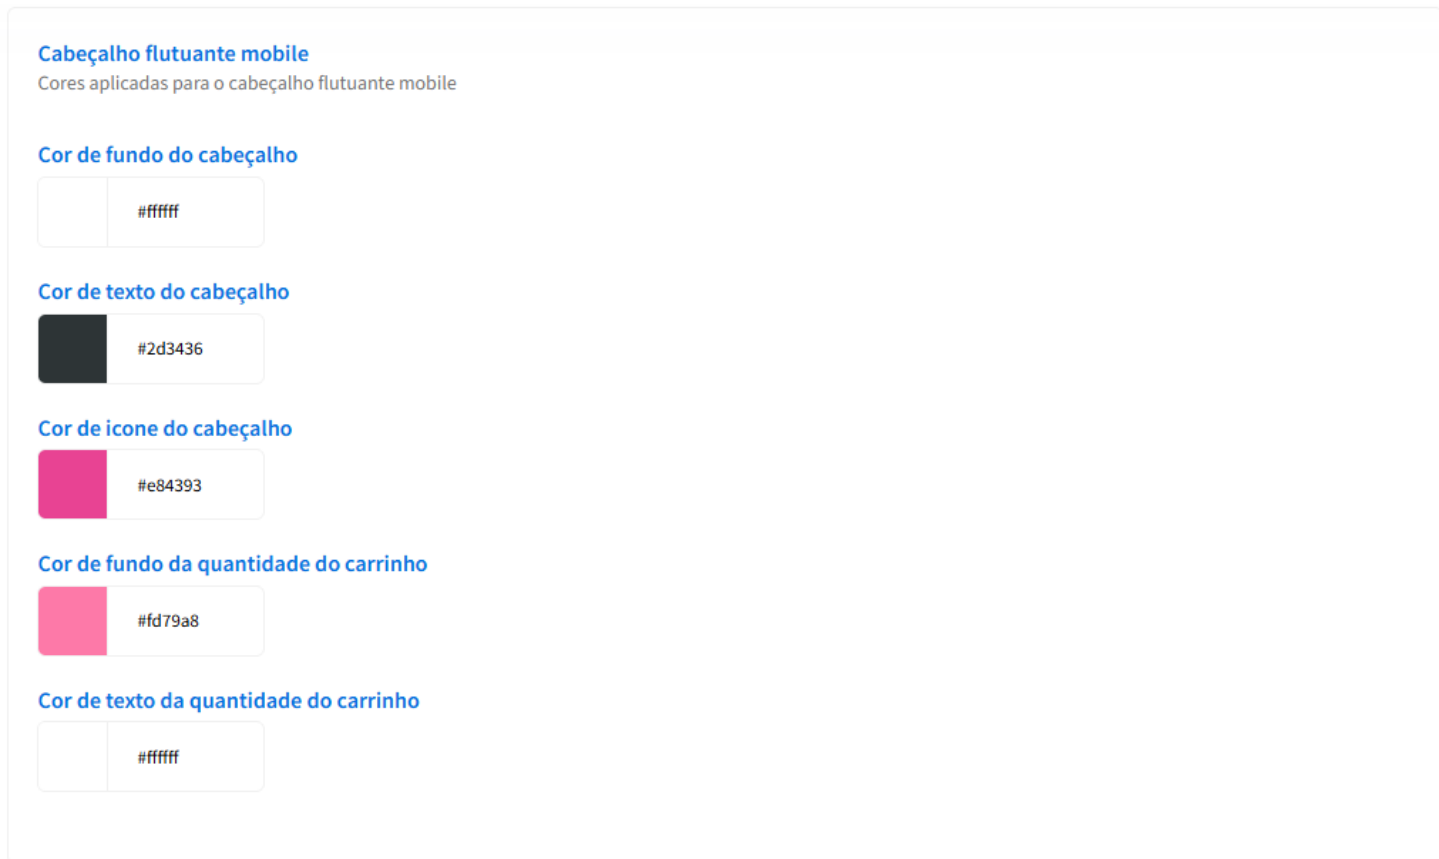 Cabeçalho flutuante mobile
Cores aplicadas para o cabeçalho flutuante mobile
Cor de fundo do cabeçalho
#ffffff
Cor de texto do cabeçalho
#2d3436
Cor de icone do cabeçalho
#e84393
Cor de fundo da quantidade do carrinho
#fd79a8
Cor de texto da quantidade do carrinho
#ffffff